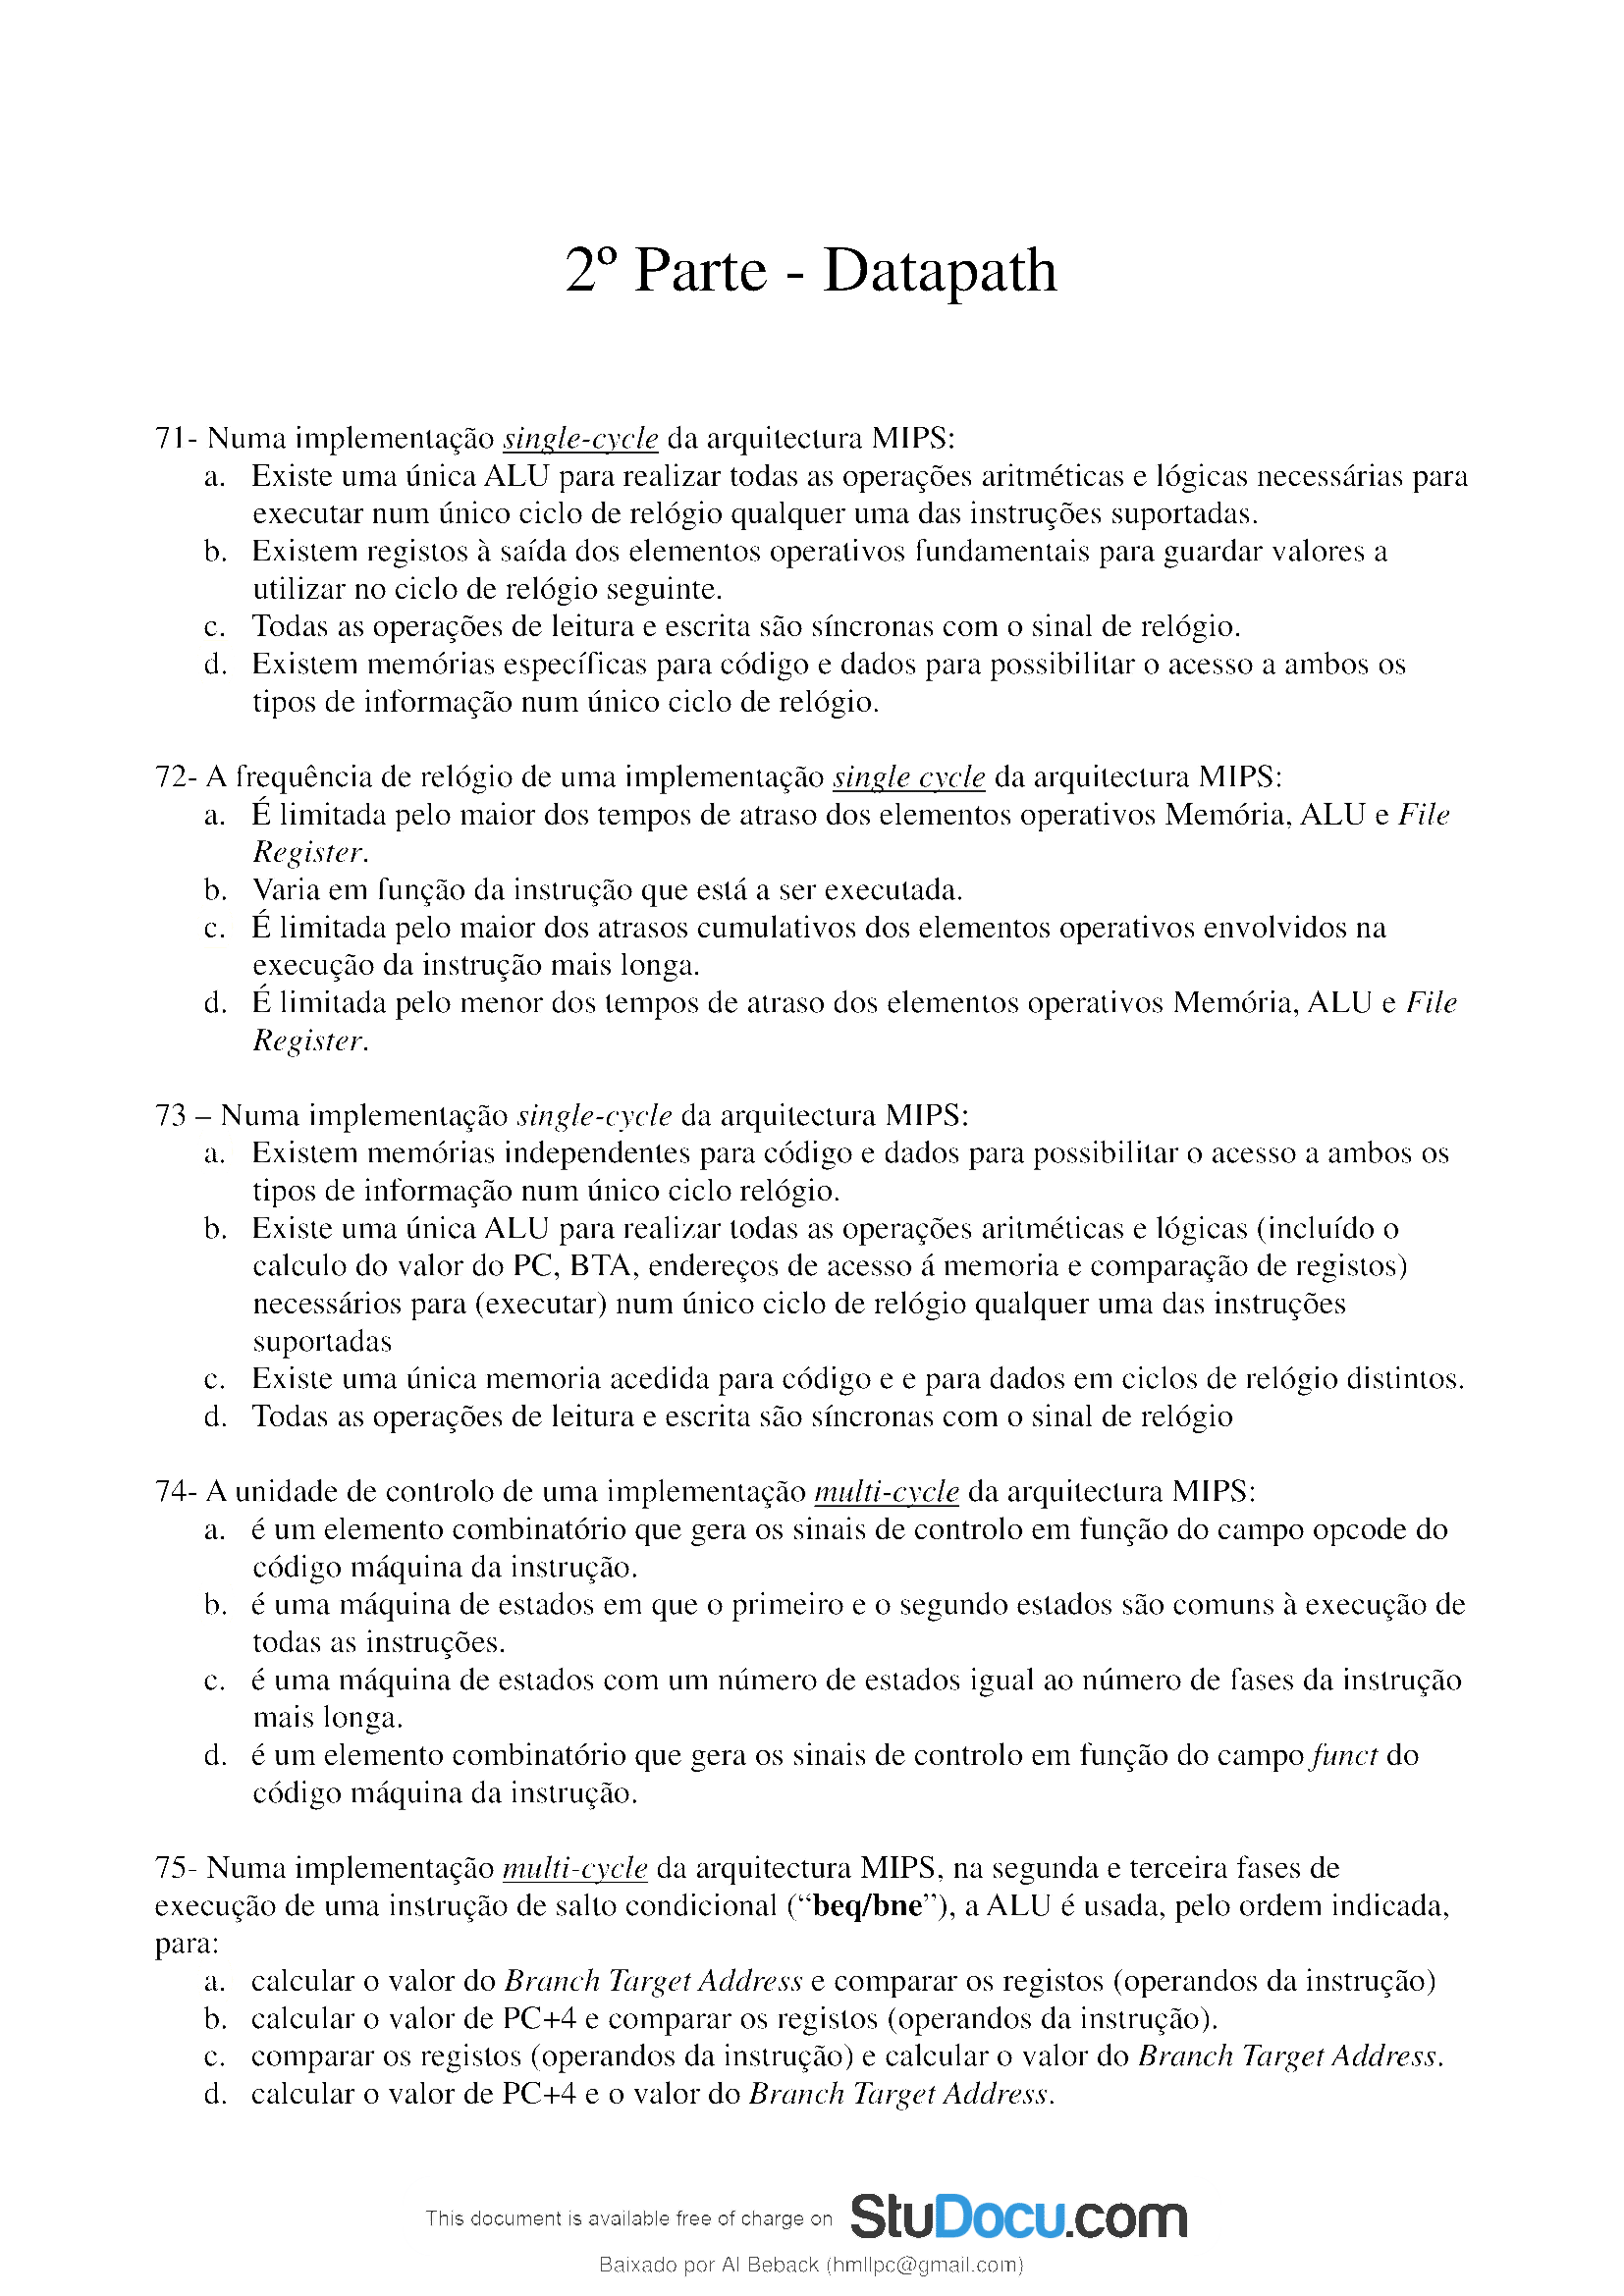 2º Parte - Datapath
71- Numa implementação single-cycle da arquitectura MIPS:
a. Existe uma única ALU para realizar todas as operações aritméticas e lógicas necessárias para
executar num único ciclo de relógio qualquer uma das instruções suportadas.
b. Existem registos à saída dos elementos operativos fundamentais para guardar valores a
utilizar no ciclo de relógio seguinte.
c. Todas as operações de leitura e escrita são síncronas com o sinal de relógio.
d. Existem memórias específicas para código e dados para possibilitar o acesso a ambos os
tipos de informação num único ciclo de relógio.
72- A frequência de relógio de uma implementação single cycle da arquitectura MIPS:
a. É limitada pelo maior dos tempos de atraso dos elementos operativos Memória, ALU e File
Register.
b. Varia em função da instrução que está a ser executada.
c. É limitada pelo maior dos atrasos cumulativos dos elementos operativos envolvidos na
execução da instrução mais longa.
d. É limitada pelo menor dos tempos de atraso dos elementos operativos Memória, ALU e File
Register.
73 – Numa implementação single-cycle da arquitectura MIPS:
a. Existem memórias independentes para código e dados para possibilitar o acesso a ambos os
tipos de informação num único ciclo relógio.
b. Existe uma única ALU para realizar todas as operações aritméticas e lógicas (incluído o
calculo do valor do PC, BTA, endereços de acesso á memoria e comparação de registos)
necessários para (executar) num único ciclo de relógio qualquer uma das instruções
suportadas
c. Existe uma única memoria acedida para código e e para dados em ciclos de relógio distintos.
d. Todas as operações de leitura e escrita são síncronas com o sinal de relógio
74- A unidade de controlo de uma implementação multi-cycle da arquitectura MIPS:
a. é um elemento combinatório que gera os sinais de controlo em função do campo opcode do
código máquina da instrução.
b. é uma máquina de estados em que o primeiro e o segundo estados são comuns à execução de
todas as instruções.
c. é uma máquina de estados com um número de estados igual ao número de fases da instrução
mais longa.
d. é um elemento combinatório que gera os sinais de controlo em função do campo funct do
código máquina da instrução.
75- Numa implementação multi-cycle da arquitectura MIPS, na segunda e terceira fases de
execução de uma instrução de salto condicional (“beq/bne”), a ALU é usada, pelo ordem indicada,
para:
a. calcular o valor do Branch Target Address e comparar os registos (operandos da instrução)
b. calcular o valor de PC+4 e comparar os registos (operandos da instrução).
c. comparar os registos (operandos da instrução) e calcular o valor do Branch Target Address.
d. calcular o valor de PC+4 e o valor do Branch Target Address.
This document is available free of charge on StuDocu.com
Baixado por Al Beback (hmllpc@gmail.com)